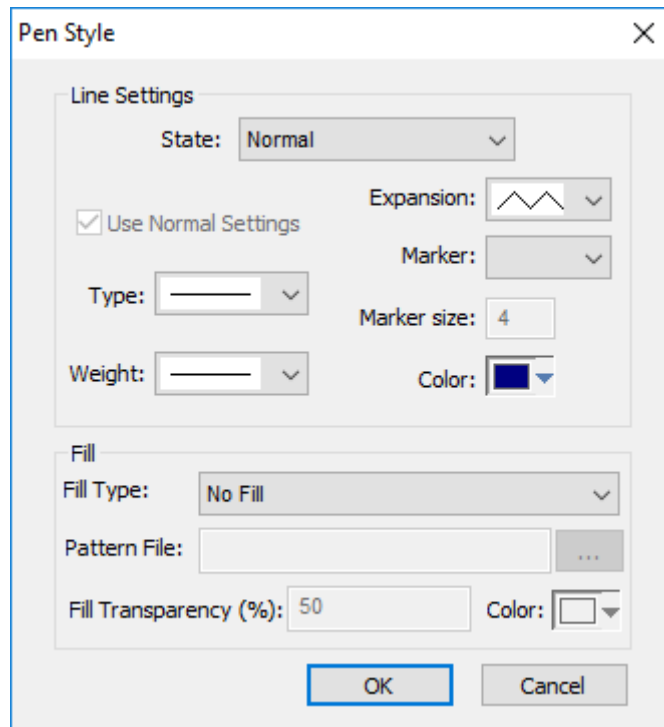 Pen Style
Line Settings
State: Normal
Expansion:
Use Normal Settings
Marker:
Type:
Marker size: 4
Weight:
Color:
Fill
Fill Type: No Fill
Pattern File: ...
Fill Transparency (%): 50 Color:
OK Cancel